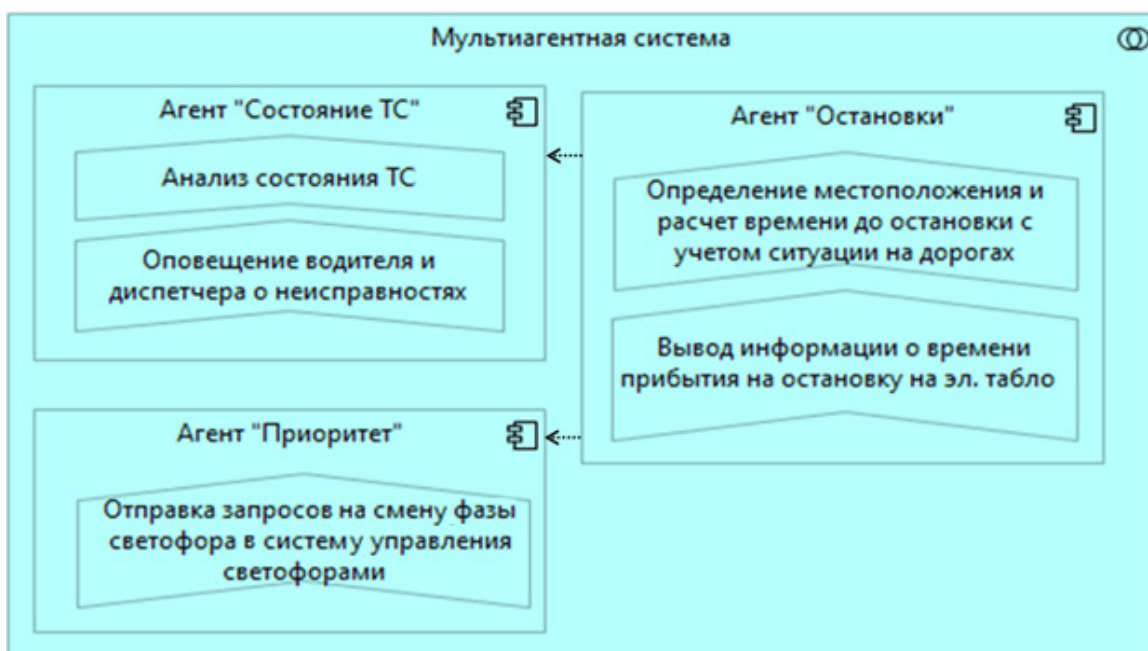 Мультиагентная система
Агент "Состояние ТС"
Анализ состояния ТС
Оповещение водителя и
диспетчера о неисправностях
Агент "Остановки"
Определение местоположения и
расчет времени до остановки с
учетом ситуации на дорогах
Вывод информации о времени
прибытия на остановку на эл. табло
Агент "Приоритет"
Отправка запросов на смену фазы
светофора в систему управления
светофорами